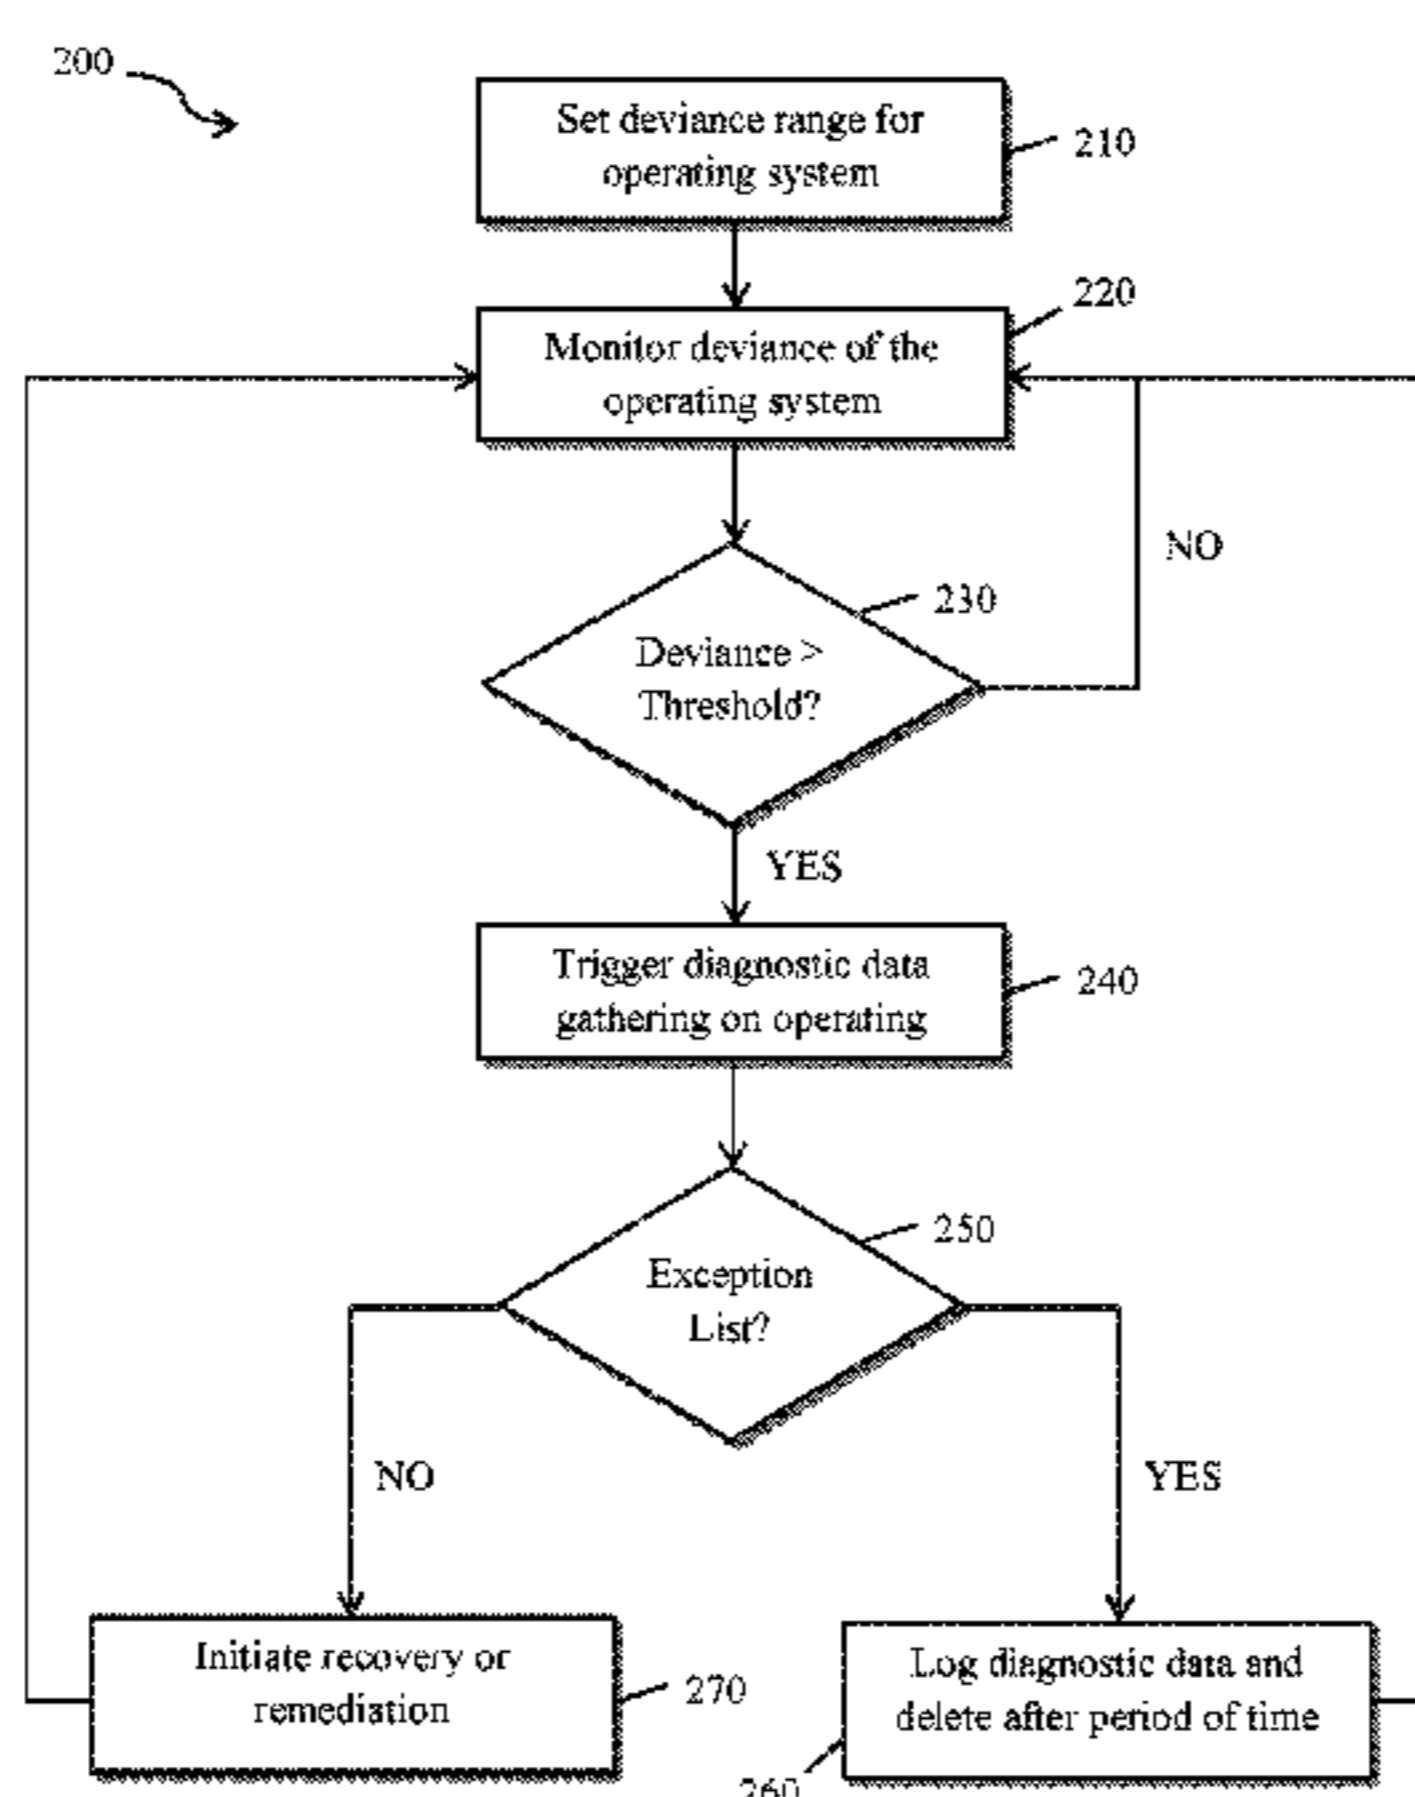 200
Set deviance range for
operating system
210
220
Monitor deviance of the
operating system
NO
230
Deviance >
Threshold?
YES
Trigger diagnostic data
gathering on operating
240
250
Exception
List?
NO
YES
Initiate recovery or
remediation
270
Log diagnostic data and
delete after period of time
260